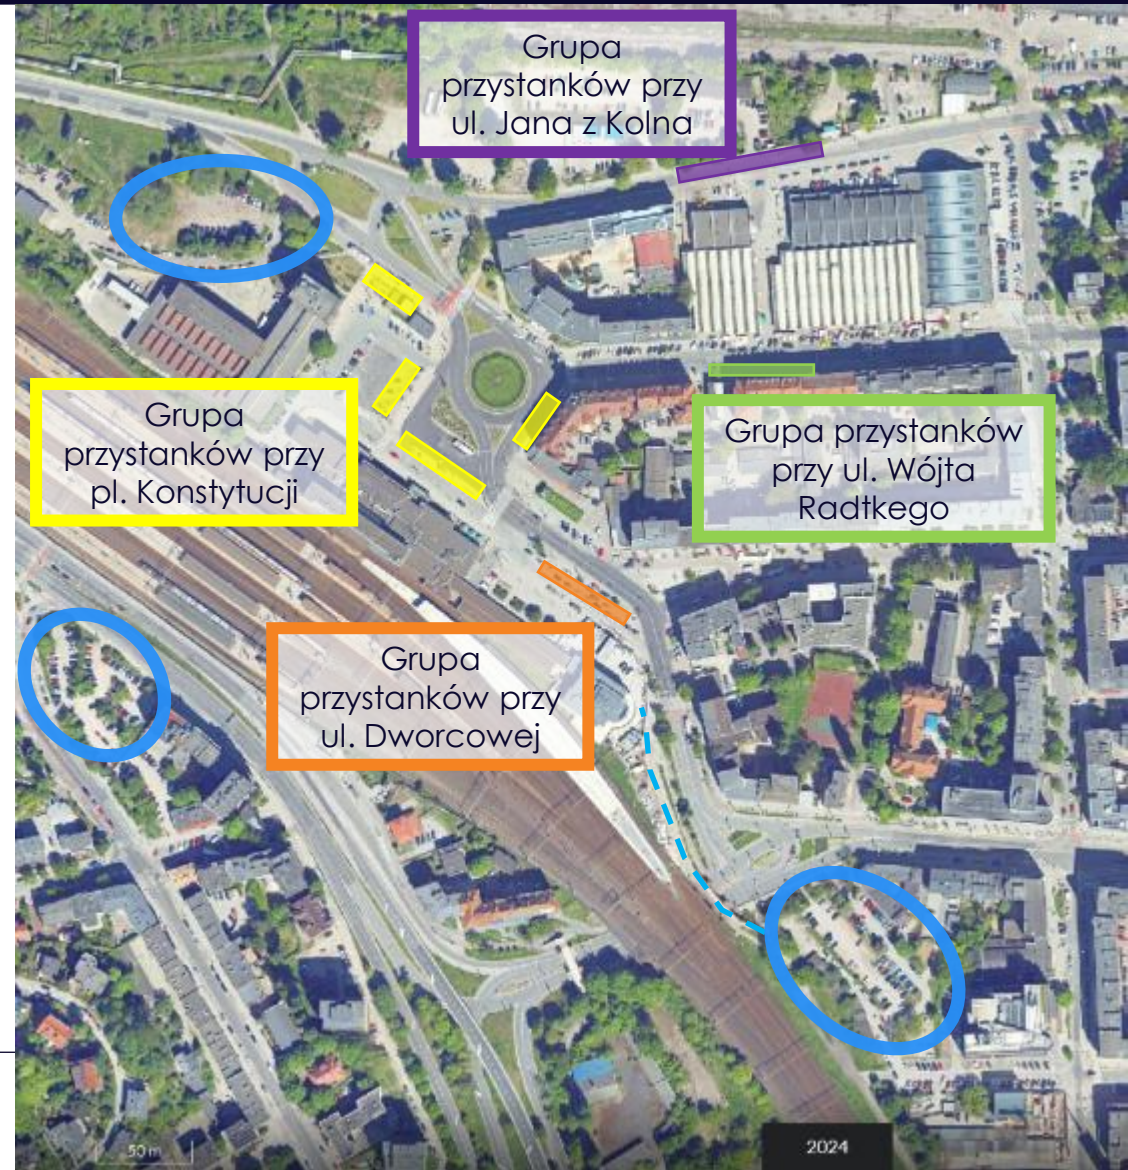 Grupa
przystanków przy
ul. Jana z Kolna
Grupa
przystanków przy
pl. Konstytucji
Grupa przystanków
przy ul. Wójta
Radtkego
Grupa
przystanków przy
ul. Dworcowej
50 m
2024